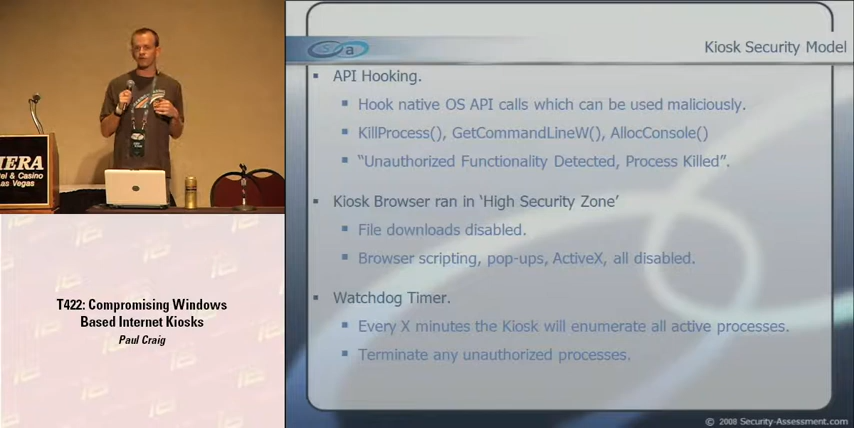 IERA
el & Casino
as Vegas
T422: Compromising Windows
Based Internet Kiosks
Paul Craig
Kiosk Security Model
▪ API Hooking.
▪ Hook native OS API calls which can be used maliciously.
▪ KillProcess(), GetCommandLineW(), AllocConsole()
▪ “Unauthorized Functionality Detected, Process Killed”.
▪ Kiosk Browser ran in ‘High Security Zone’
▪ File downloads disabled.
▪ Browser scripting, pop-ups, ActiveX, all disabled.
▪ Watchdog Timer.
▪ Every X minutes the Kiosk will enumerate all active processes.
▪ Terminate any unauthorized processes.
© 2008 Security-Assessment.com